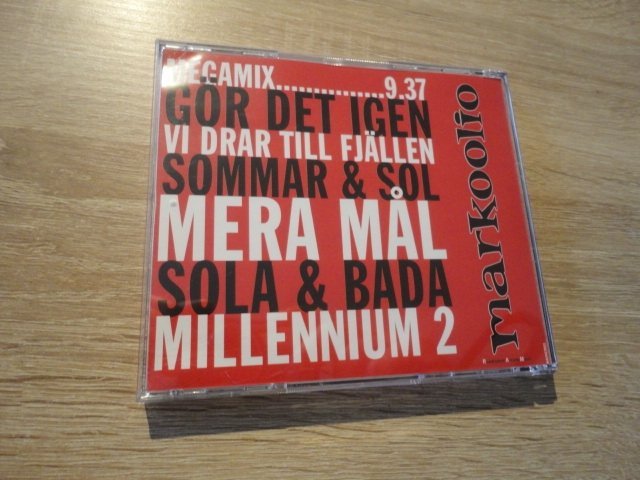 MEGAMIX...............9.37
GÖR DET IGEN
VI DRAR TILL FJÄLLEN
SOMMAR & SOL
MERA MÅL
SOLA & BADA
MILLENNIUM 2
markoolio